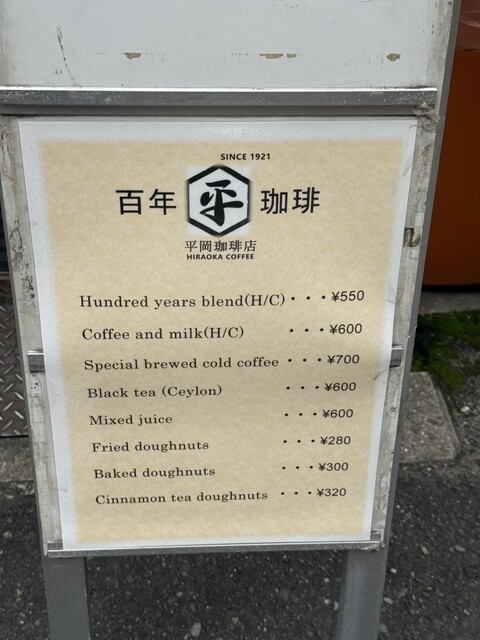 SINCE 1921
百年 平 珈琲
平岡珈琲店
HIRAOKA COFFEE
Hundred years blend(H/C)・・・¥550
Coffee and milk(H/C) ・・・¥600
Special brewed cold coffee ・・・¥700
Black tea (Ceylon) ・・・¥600
Mixed juice ・・・¥600
Fried doughnuts ・・・¥280
Baked doughnuts ・・・¥300
Cinnamon tea doughnuts ・・・¥320